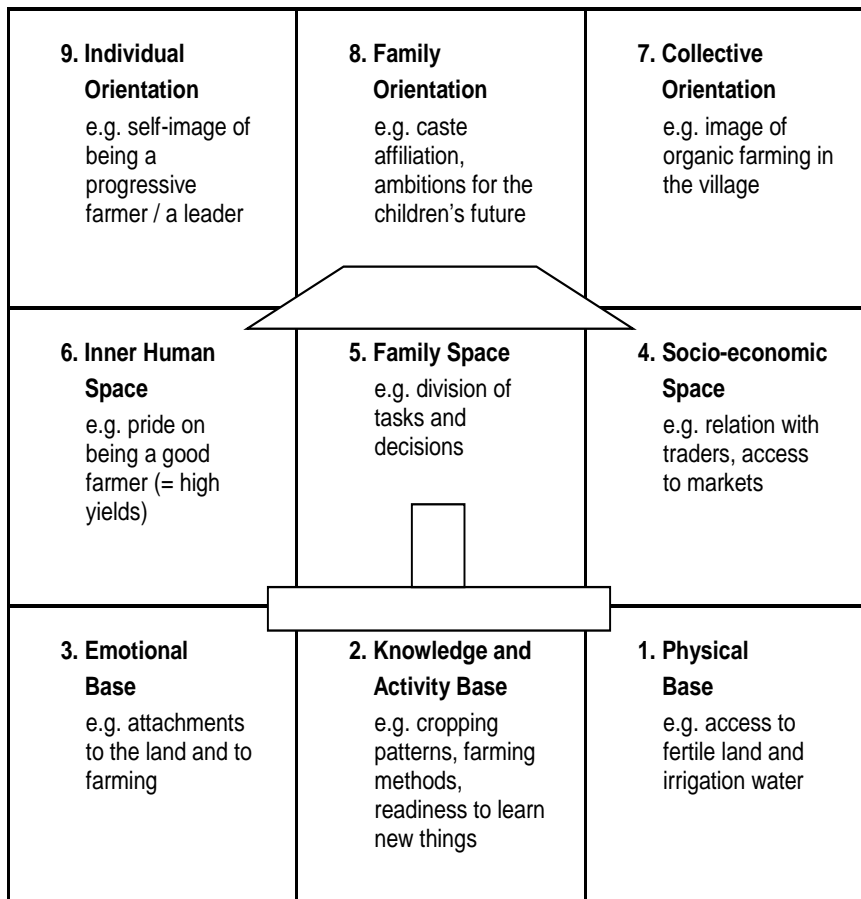 9. Individual
Orientation
e.g. self-image of
being a
progressive
farmer / a leader
8. Family
Orientation
e.g. caste
affiliation,
ambitions for the
children’s future
7. Collective
Orientation
e.g. image of
organic farming in
the village
6. Inner Human
Space
e.g. pride on
being a good
farmer (= high
yields)
5. Family Space
e.g. division of
tasks and
decisions
4. Socio-economic
Space
e.g. relation with
traders, access
to markets
3. Emotional
Base
e.g. attachments
to the land and to
farming
2. Knowledge and
Activity Base
e.g. cropping
patterns, farming
methods,
readiness to learn
new things
1. Physical
Base
e.g. access to
fertile land and
irrigation water